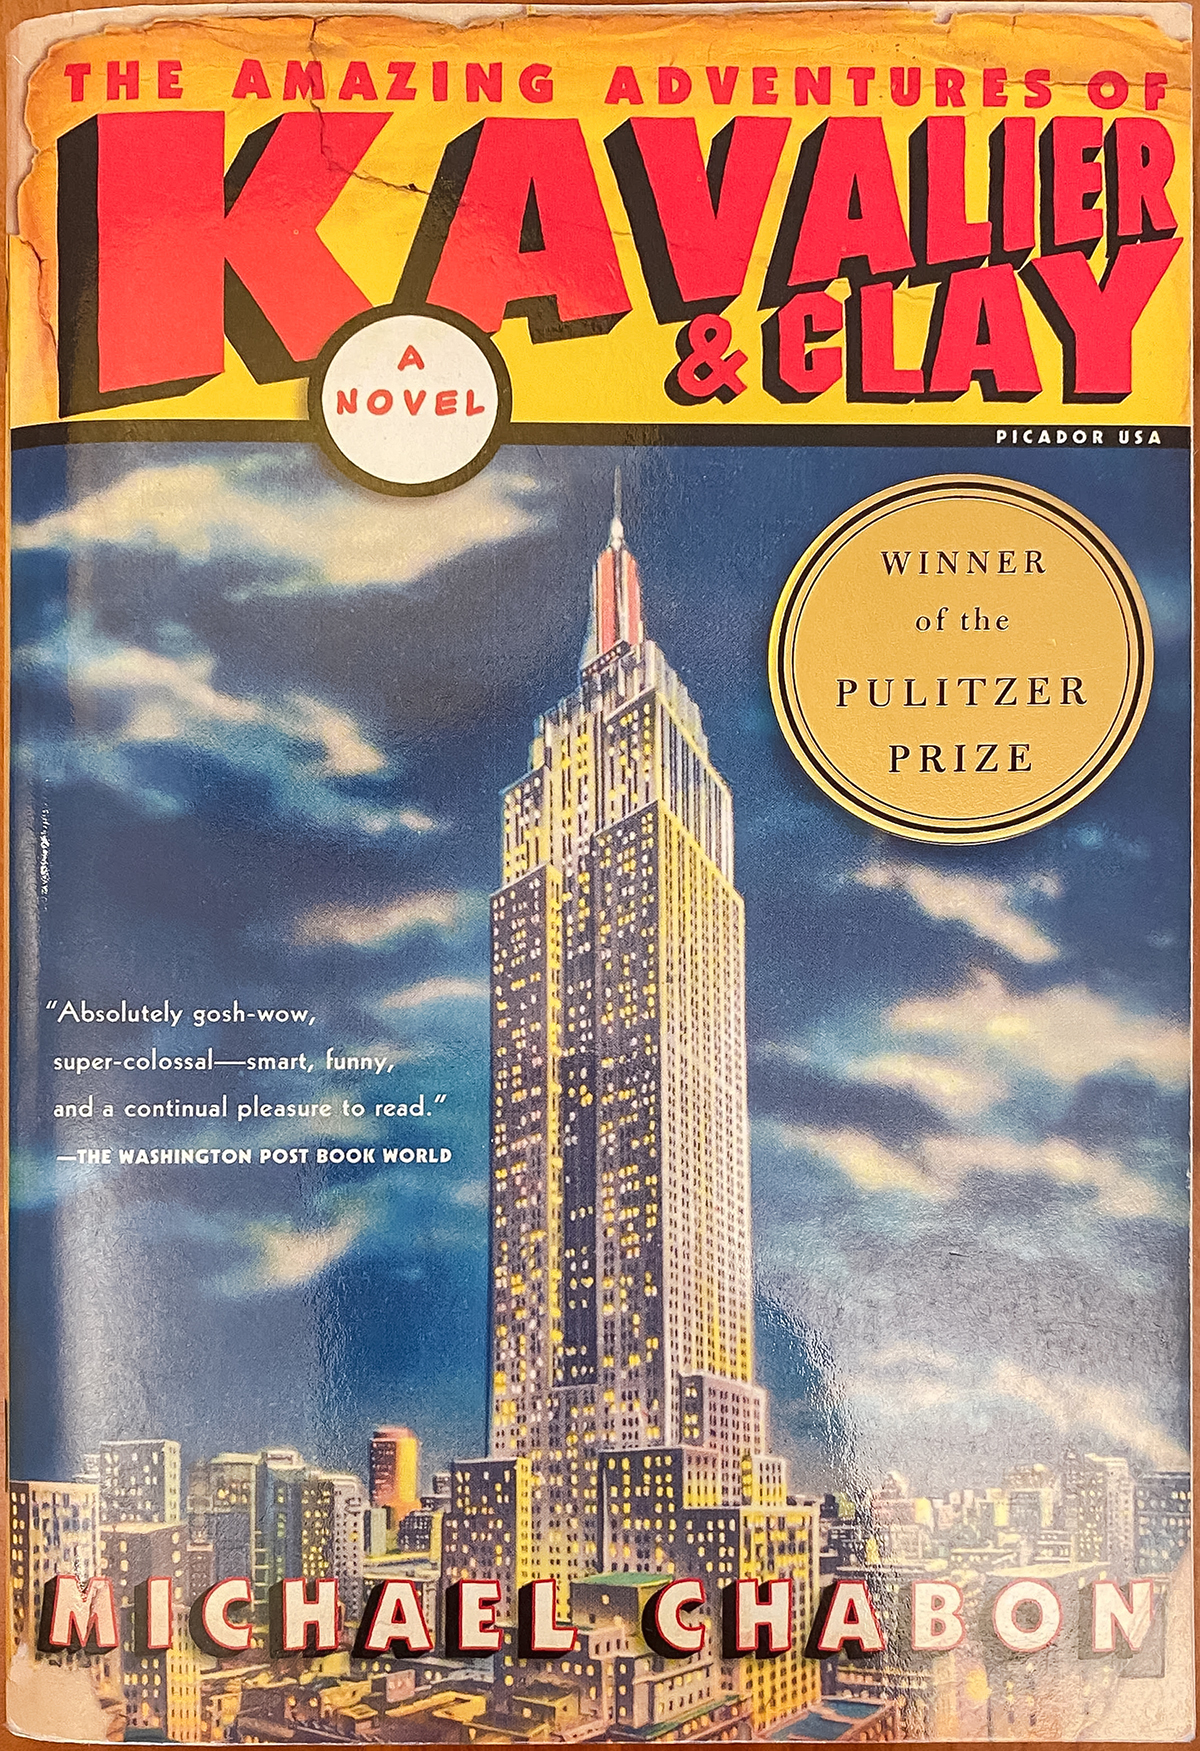 THE AMAZING ADVENTURES OF
KAVALIER
& CLAY
A
NOVEL
PICADOR USA
WINNER
of the
PULITZER
PRIZE
“Absolutely gosh-wow,
super-colossal—smart, funny,
and a continual pleasure to read.”
—THE WASHINGTON POST BOOK WORLD
MICHAEL CHABON